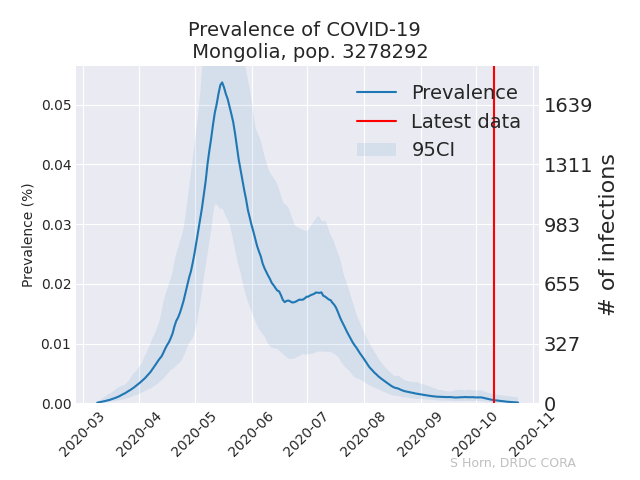 Prevalence of COVID-19
Mongolia, pop. 3278292
Prevalence
Latest data
95CI
0.05
0.04
0.03
0.02
0.01
0.00
Prevalence (%)
1639
1311
983
655
327
0
# of infections
2020-03
2020-04
2020-05
2020-06
2020-07
2020-08
2020-09
2020-10
2020-11
S Horn, DRDC CORA